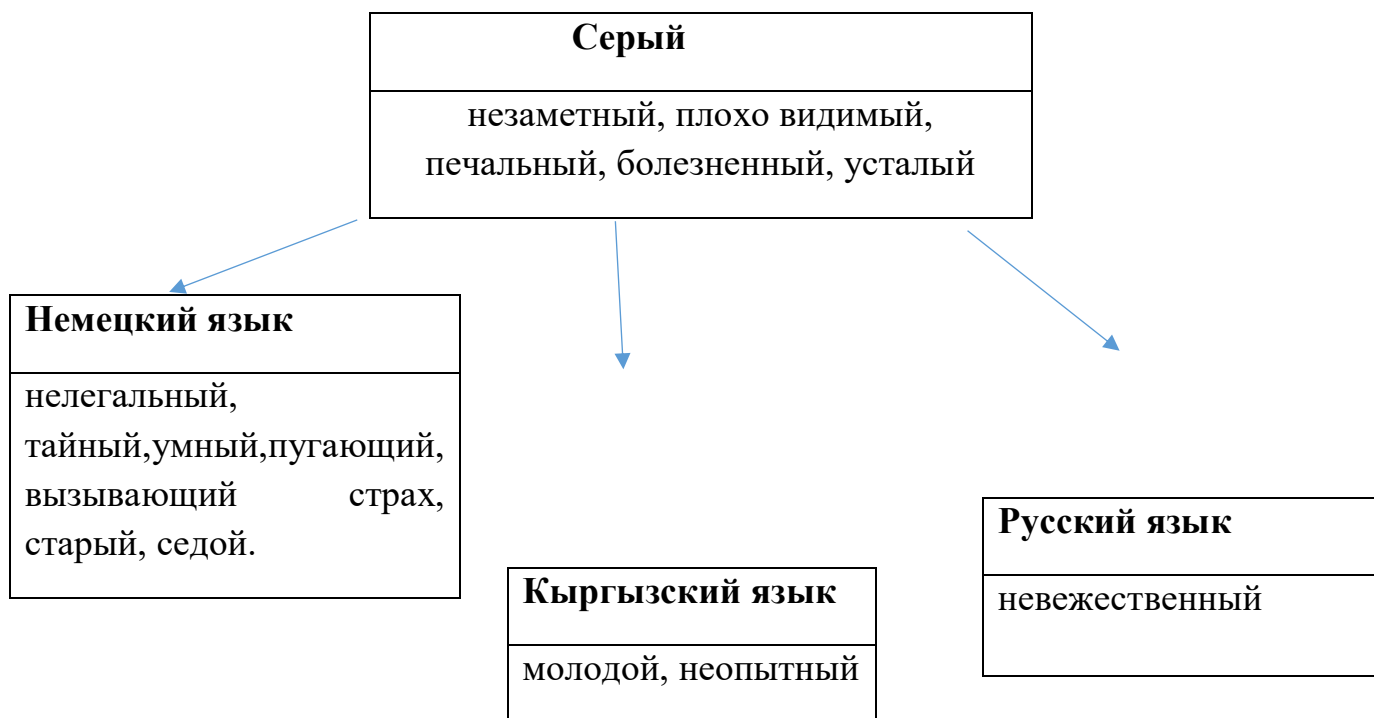 Серый
незаметный, плохо видимый,
печальный, болезненный, усталый
Немецкий язык
нелегальный,
тайный,умный,пугающий,
вызывающий страх,
старый, седой.
Кыргызский язык
молодой, неопытный
Русский язык
невежественный